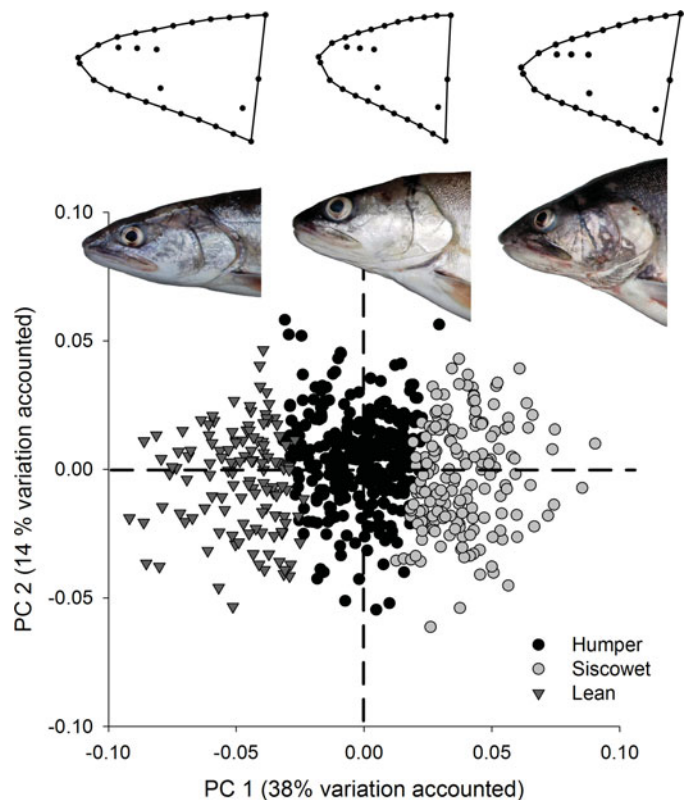 0.10
0.05
0.00
-0.05
-0.10
PC 2 (14 % variation accounted)
Humper
Siscowet
Lean
-0.10 -0.05 0.00 0.05 0.10
PC 1 (38% variation accounted)